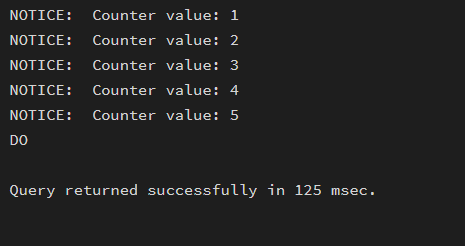 NOTICE:  Counter value: 1
NOTICE:  Counter value: 2
NOTICE:  Counter value: 3
NOTICE:  Counter value: 4
NOTICE:  Counter value: 5
DO
Query returned successfully in 125 msec.